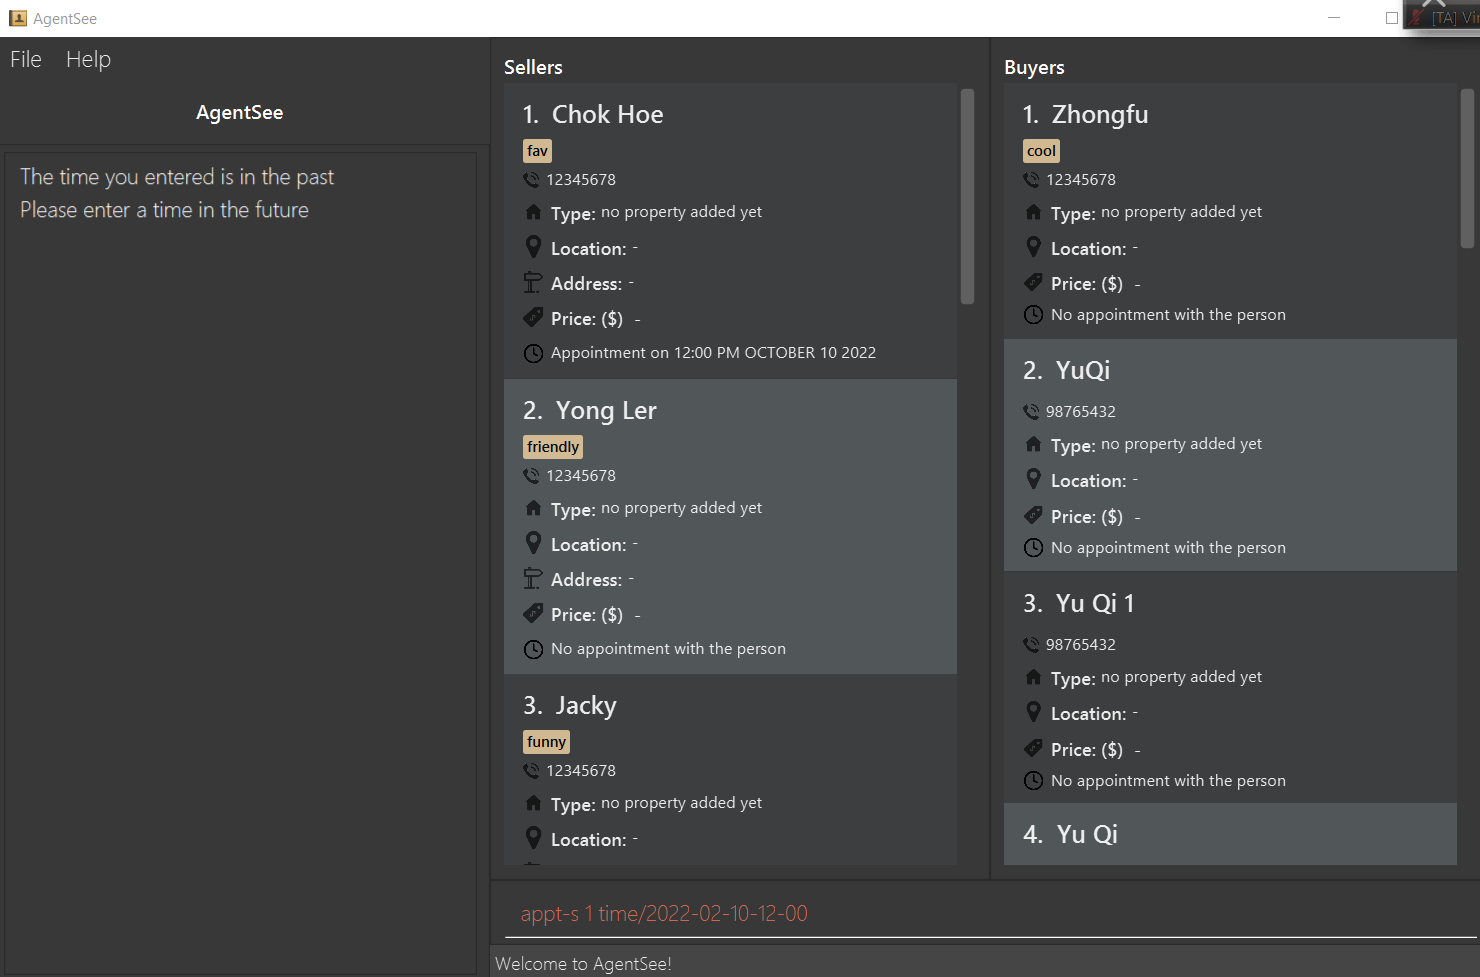 AgentSee
[TA] Vir
File Help
AgentSee
The time you entered is in the past
Please enter a time in the future
Sellers
1. Chok Hoe
fav
12345678
Type: no property added yet
Location: -
Address: -
Price: ($) -
Appointment on 12:00 PM OCTOBER 10 2022
2. Yong Ler
friendly
12345678
Type: no property added yet
Location: -
Address: -
Price: ($) -
No appointment with the person
3. Jacky
funny
12345678
Type: no property added yet
Location: -
Buyers
1. Zhongfu
cool
12345678
Type: no property added yet
Location: -
Price: ($) -
No appointment with the person
2. YuQi
98765432
Type: no property added yet
Location: -
Price: ($) -
No appointment with the person
3. Yu Qi 1
98765432
Type: no property added yet
Location: -
Price: ($) -
No appointment with the person
4. Yu Qi
appt-s 1 time/2022-02-10-12-00
Welcome to AgentSee!